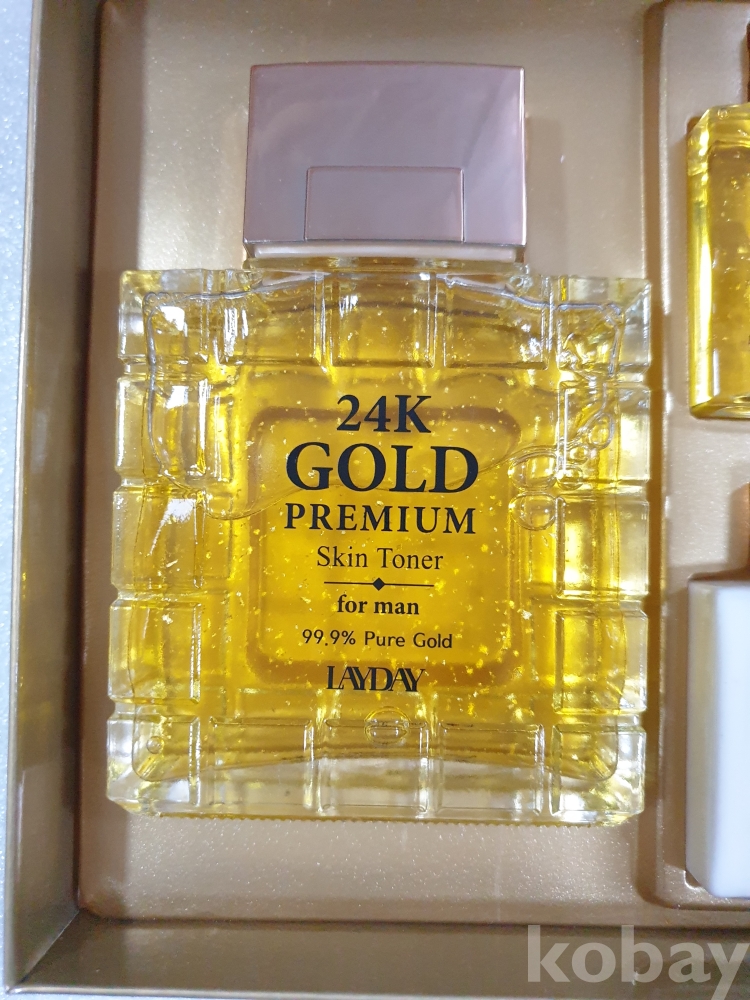 24K
GOLD
PREMIUM
Skin Toner
for man
99.9% Pure Gold
LAYDAY
kobay